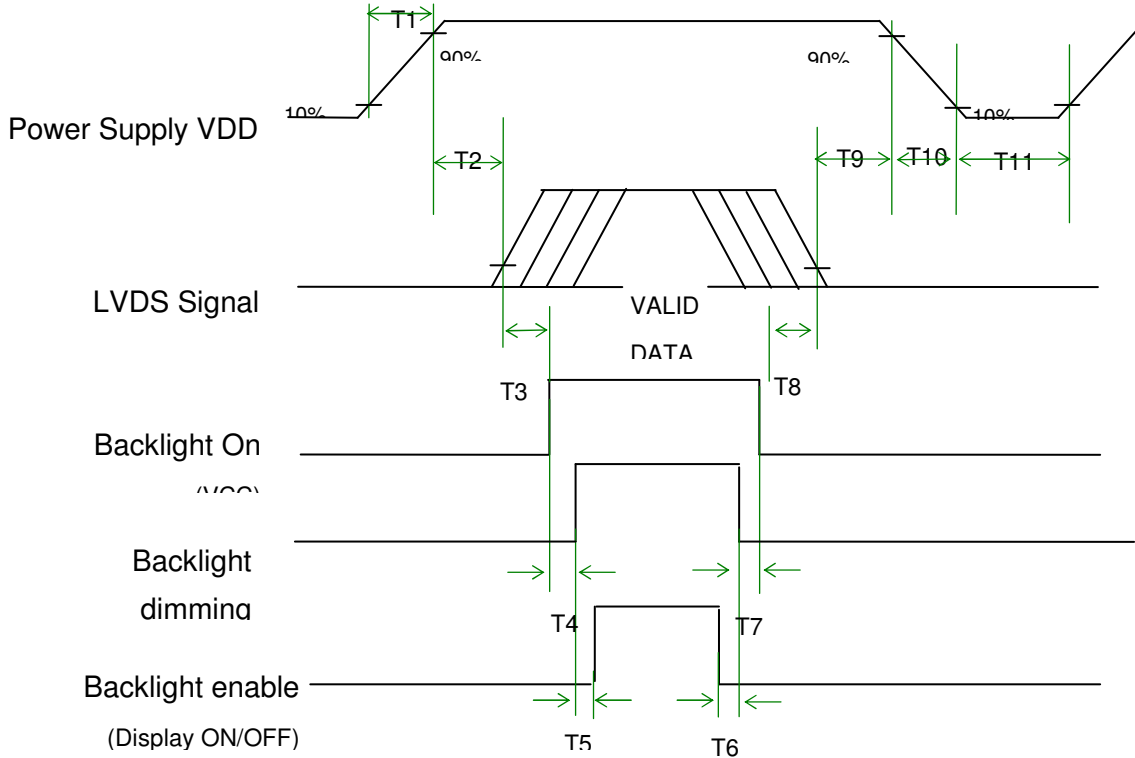 T1
90%
90%
10%
10%
Power Supply VDD
T2
T9
T10
T11
LVDS Signal
VALID
DATA
T3
T8
Backlight On
(VCC)
Backlight
dimming
T4
T7
Backlight enable
(Display ON/OFF)
T5
T6